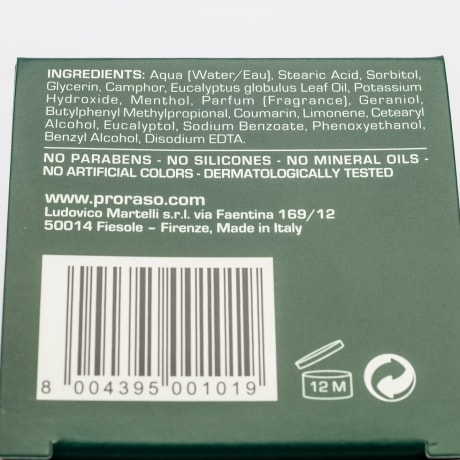 INGREDIENTS: Aqua (Water/Eau), Stearic Acid, Sorbitol,
Glycerin, Camphor, Eucalyptus globulus Leaf Oil, Potassium
Hydroxide, Menthol, Parfum (Fragrance), Geraniol,
Butylphenyl Methylpropional, Coumarin, Limonene, Cetearyl
Alcohol, Eucalyptol, Sodium Benzoate, Phenoxyethanol,
Benzyl Alcohol, Disodium EDTA.
NO PARABENS - NO SILICONES - NO MINERAL OILS -
NO ARTIFICIAL COLORS - DERMATOLOGICALLY TESTED
www.proraso.com
Ludovico Martelli s.r.l. via Faentina 169/12
50014 Fiesole - Firenze, Made in Italy
8 004395 001019
12 M